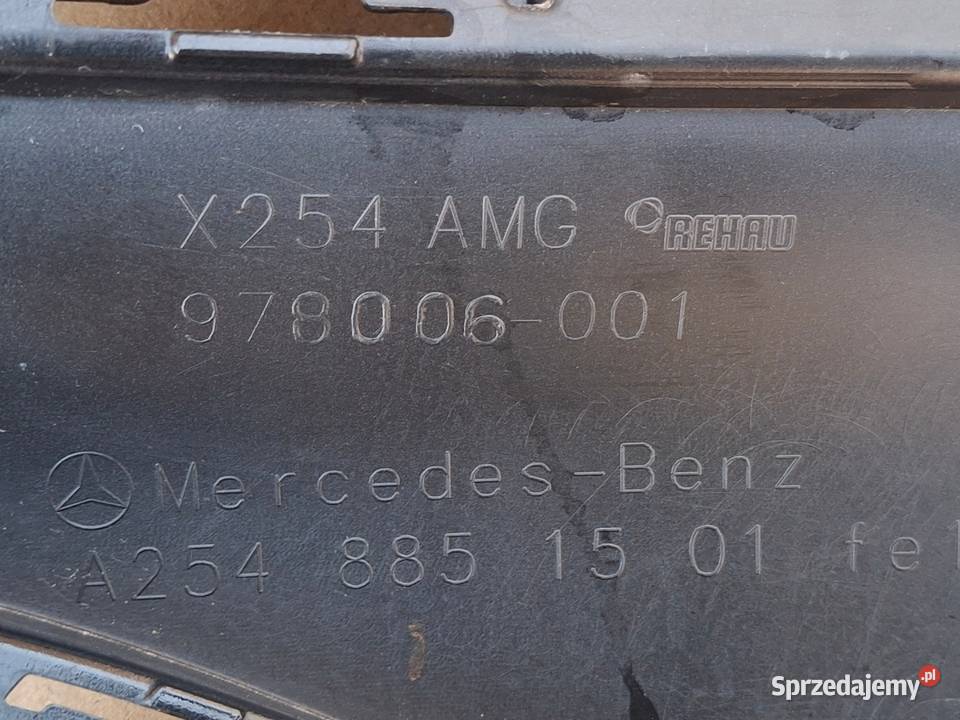 X254 AMG REHAU
978006-001
Mercedes-Benz
A254 885 15 01
Sprzedajemy.pl